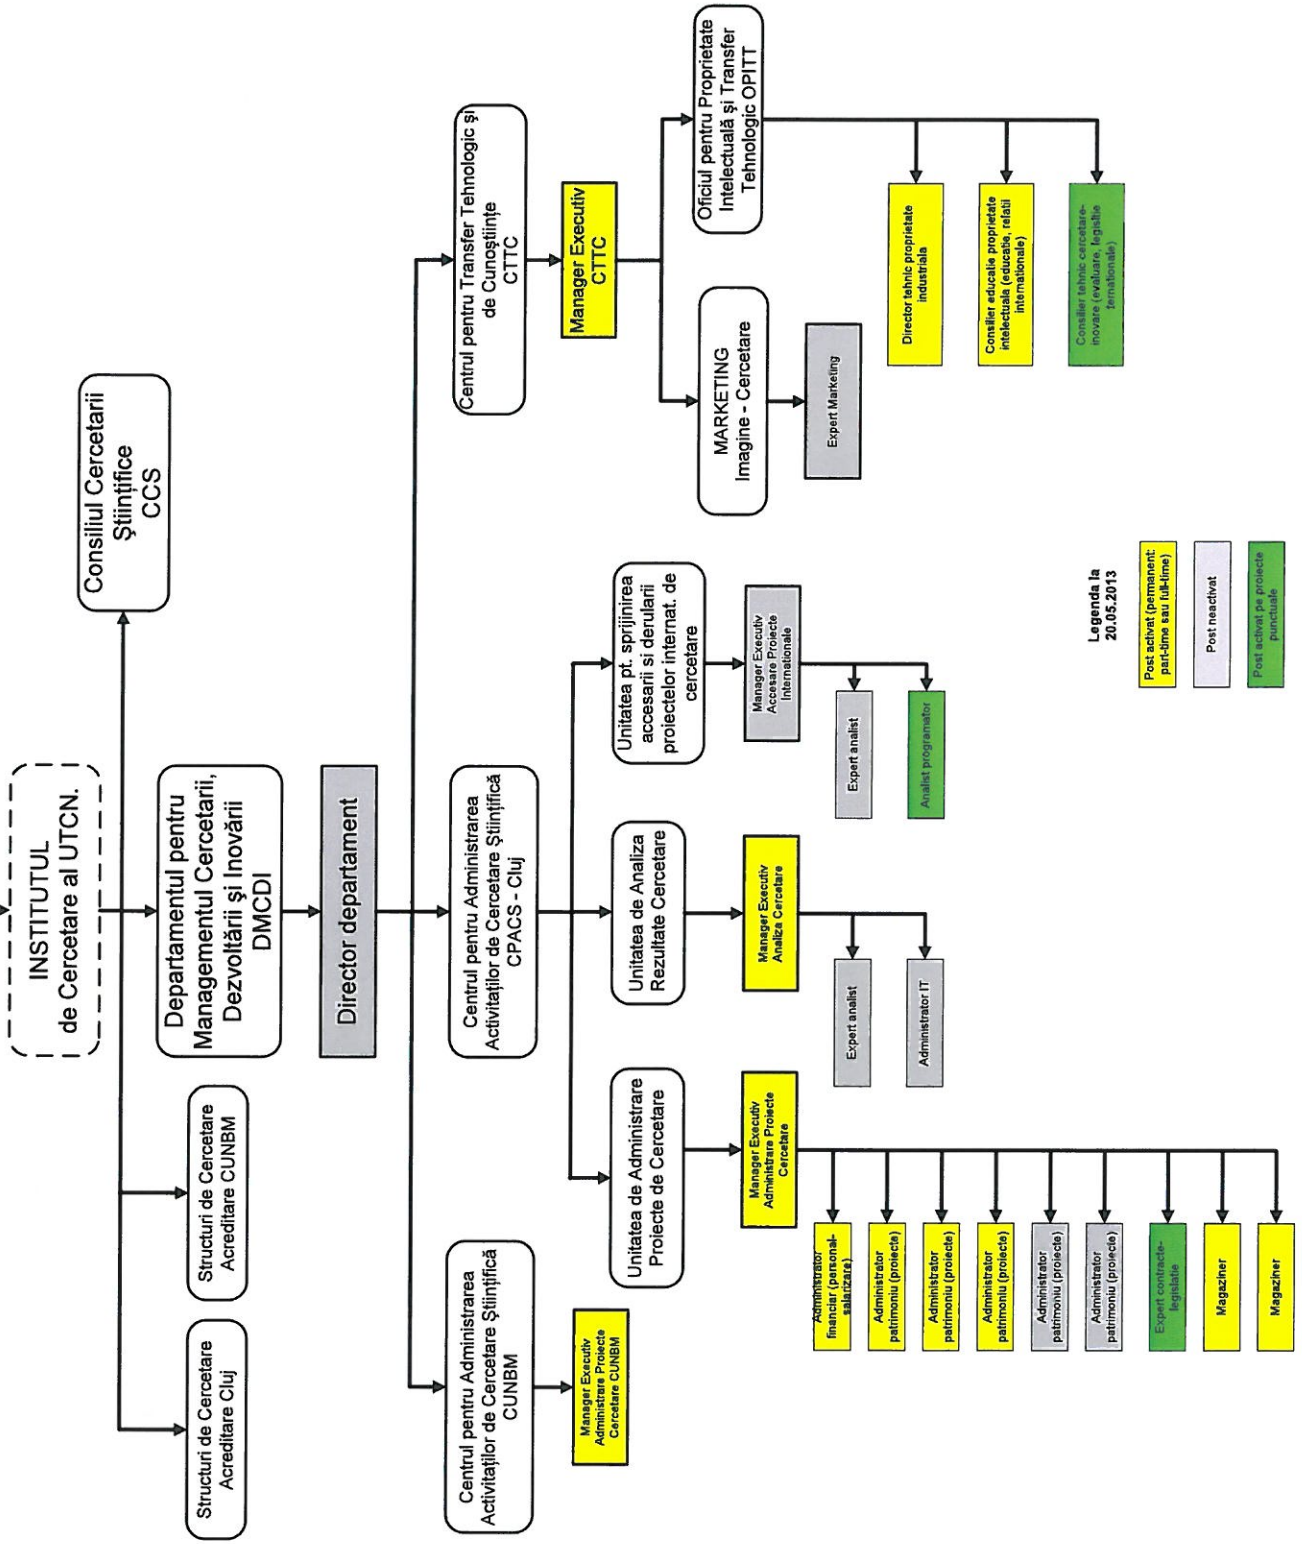 INSTITUTUL
de Cercetare al UTCN.
Consiliul Cercetarii
Științifice
CCS
Structuri de Cercetare
Acreditare Cluj
Structuri de Cercetare
Acreditare CUNBM
Departamentul pentru
Managementul Cercetarii,
Dezvoltării și Inovării
DMCDI
Director departament
Centrul pentru Administrarea
Activitaților de Cercetare Științifică
CUNBM
Manager Executiv
Administrare Proiecte
Cercetare CUNBM
Centrul pentru Administrarea
Activitaților de Cercetare Științifică
CPACS - Cluj
Unitatea de Administrare
Proiecte de Cercetare
Manager Executiv
Administrare Proiecte
Cercetare
Administrator
financiar (personal-
salarizare)
Administrator
patrimoniu (proiecte)
Administrator
patrimoniu (proiecte)
Administrator
patrimoniu (proiecte)
Administrator
patrimoniu (proiecte)
Administrator
patrimoniu (proiecte)
Expert contracte-
legislatie
Magaziner
Magaziner
Unitatea de Analiza
Rezultate Cercetare
Manager Executiv
Analiza Cercetare
Expert analist
Administrator IT
Unitatea pt. sprijinirea
accesarii si derularii
proiectelor internat. de
cercetare
Manager Executiv
Accesare Proiecte
Internationale
Expert analist
Analist programator
Centrul pentru Transfer Tehnologic și
de Cunoștiințe
CTTC
Manager Executiv
CTTC
MARKETING
Imagine - Cercetare
Expert Marketing
Oficiul pentru Proprietate
Intelectuală și Transfer
Tehnologic OPITT
Director tehnic proprietate
industriala
Consilier educatie proprietate
intelectuala (educatie, relatii
internationale)
Consilier tehnic cercetare-
inovare (evaluare, legisltie
ternationale)
Legenda la
20.05.2013
Post activat (permanent:
part-time sau full-time)
Post neactivat
Post activat pe proiecte
punctuale